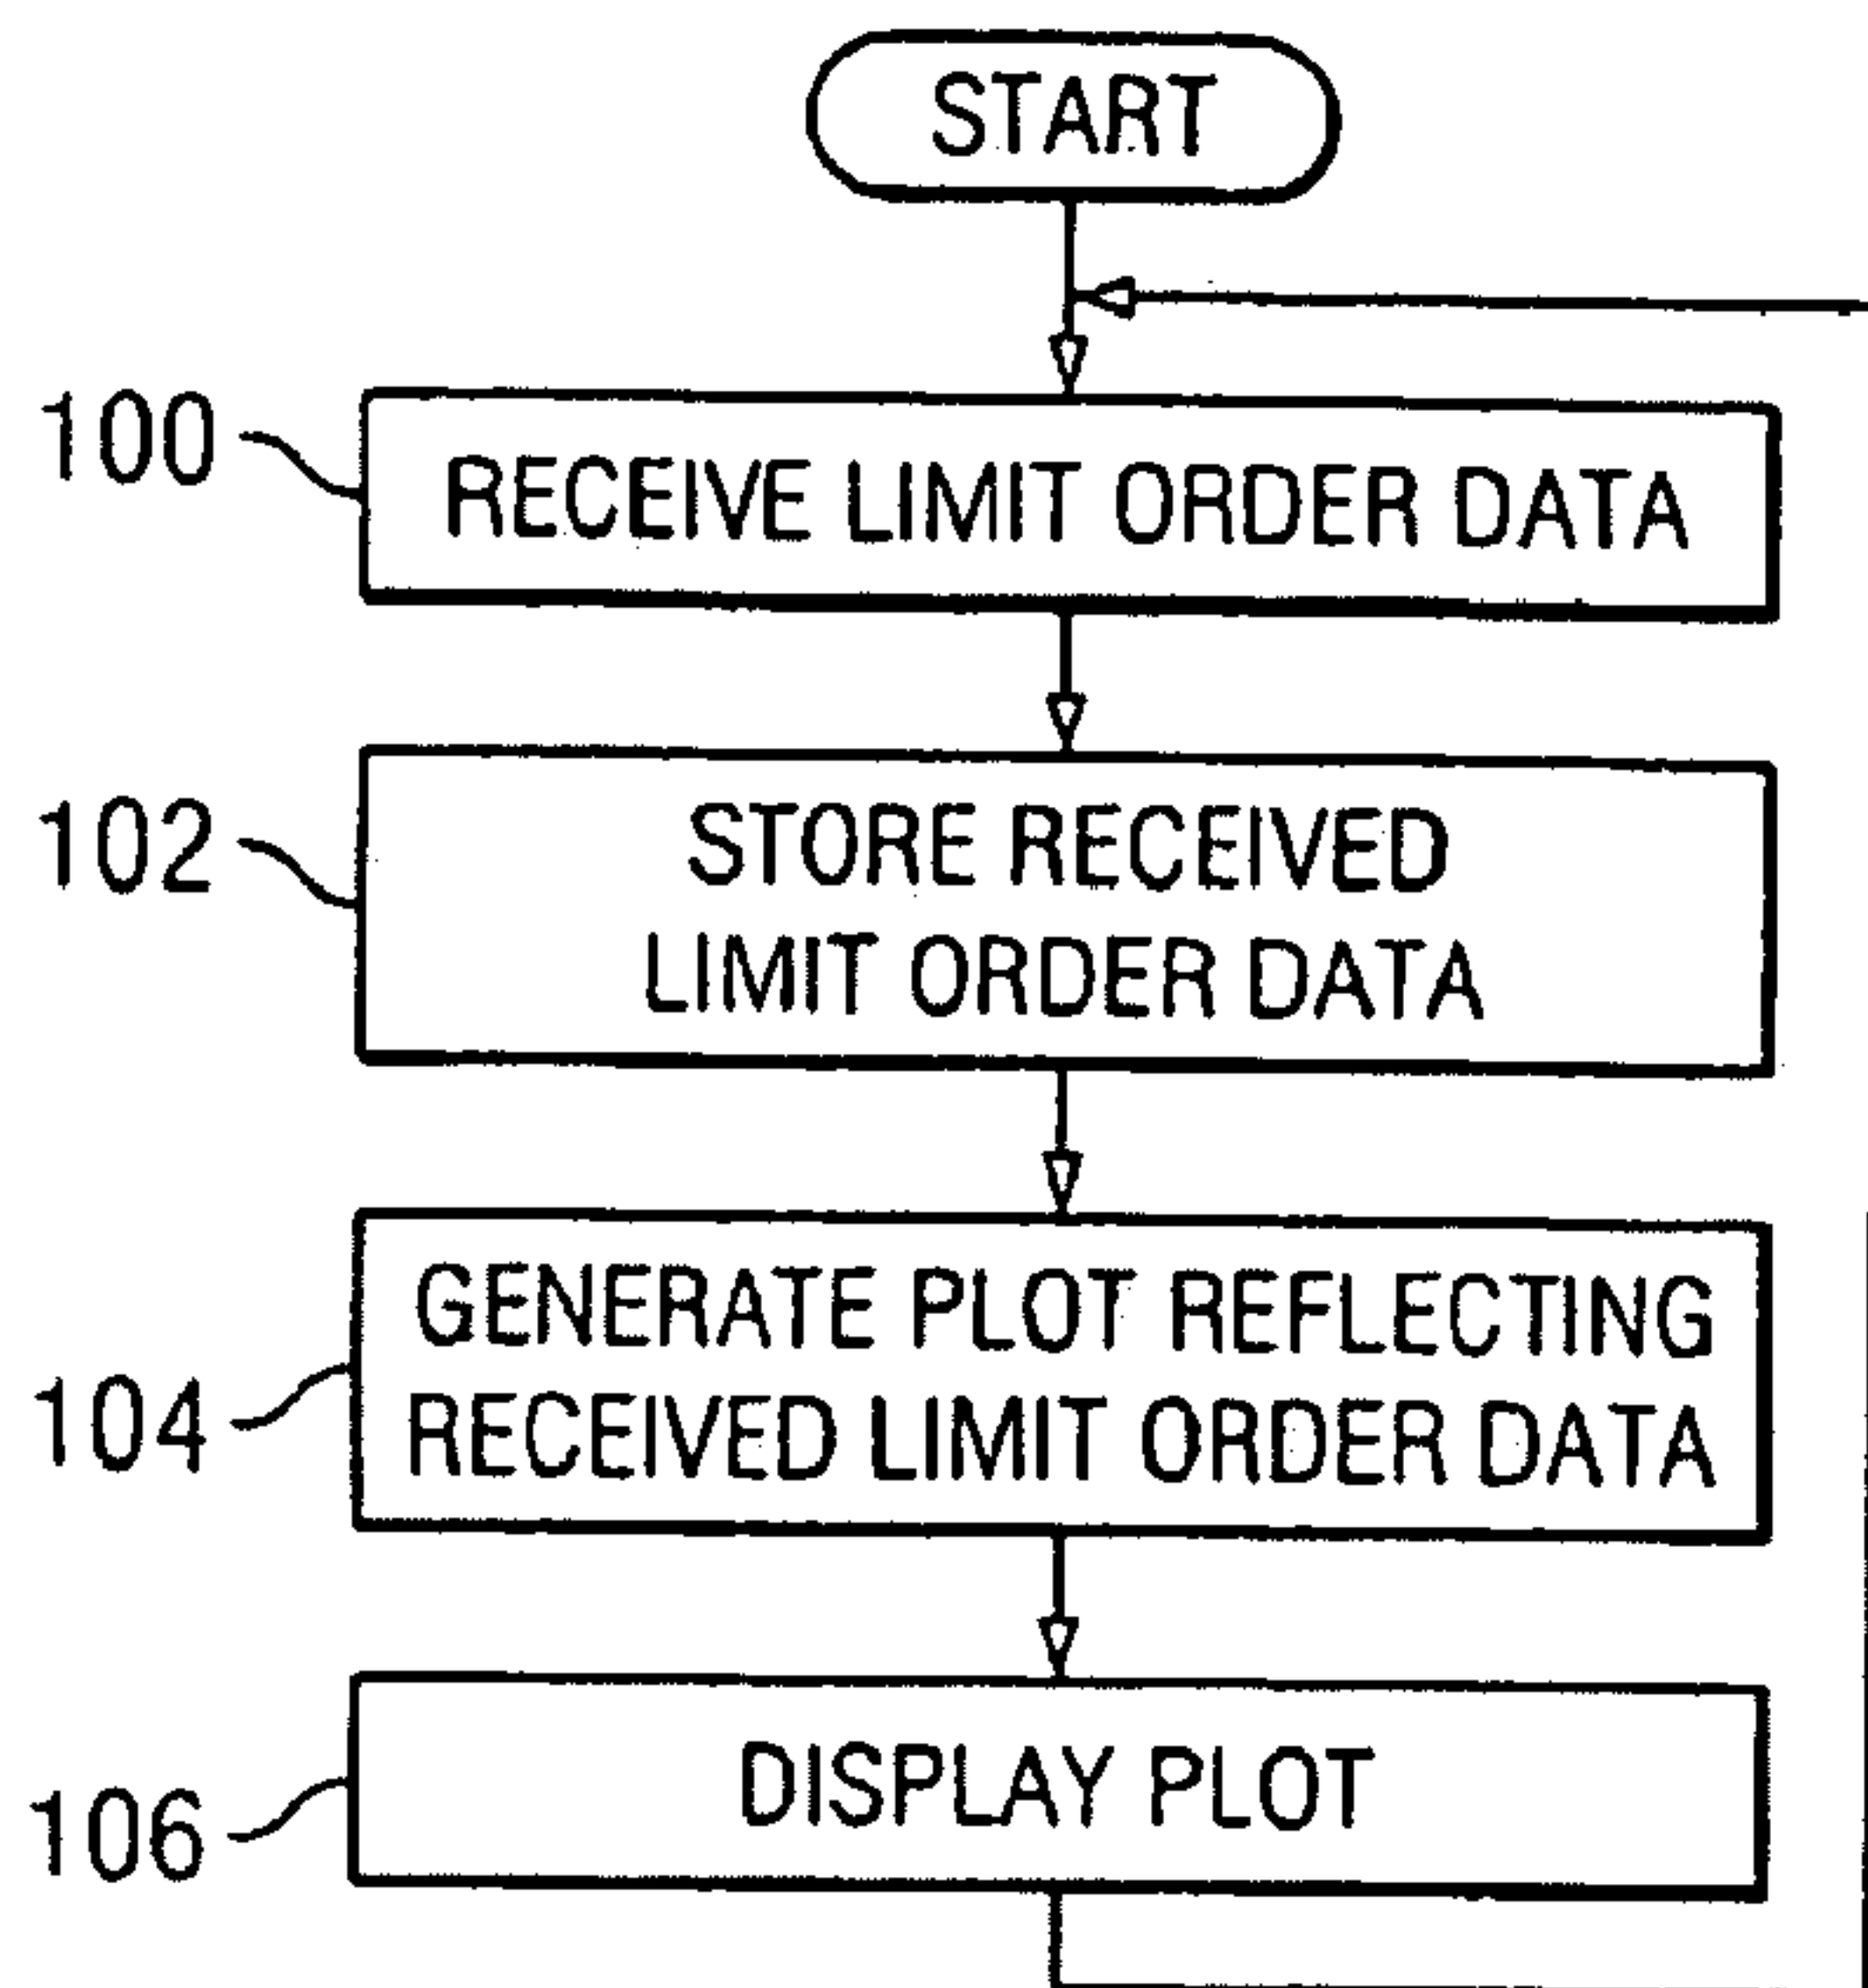 START
100
RECEIVE LIMIT ORDER DATA
102
STORE RECEIVED
LIMIT ORDER DATA
104
GENERATE PLOT REFLECTING
RECEIVED LIMIT ORDER DATA
106
DISPLAY PLOT